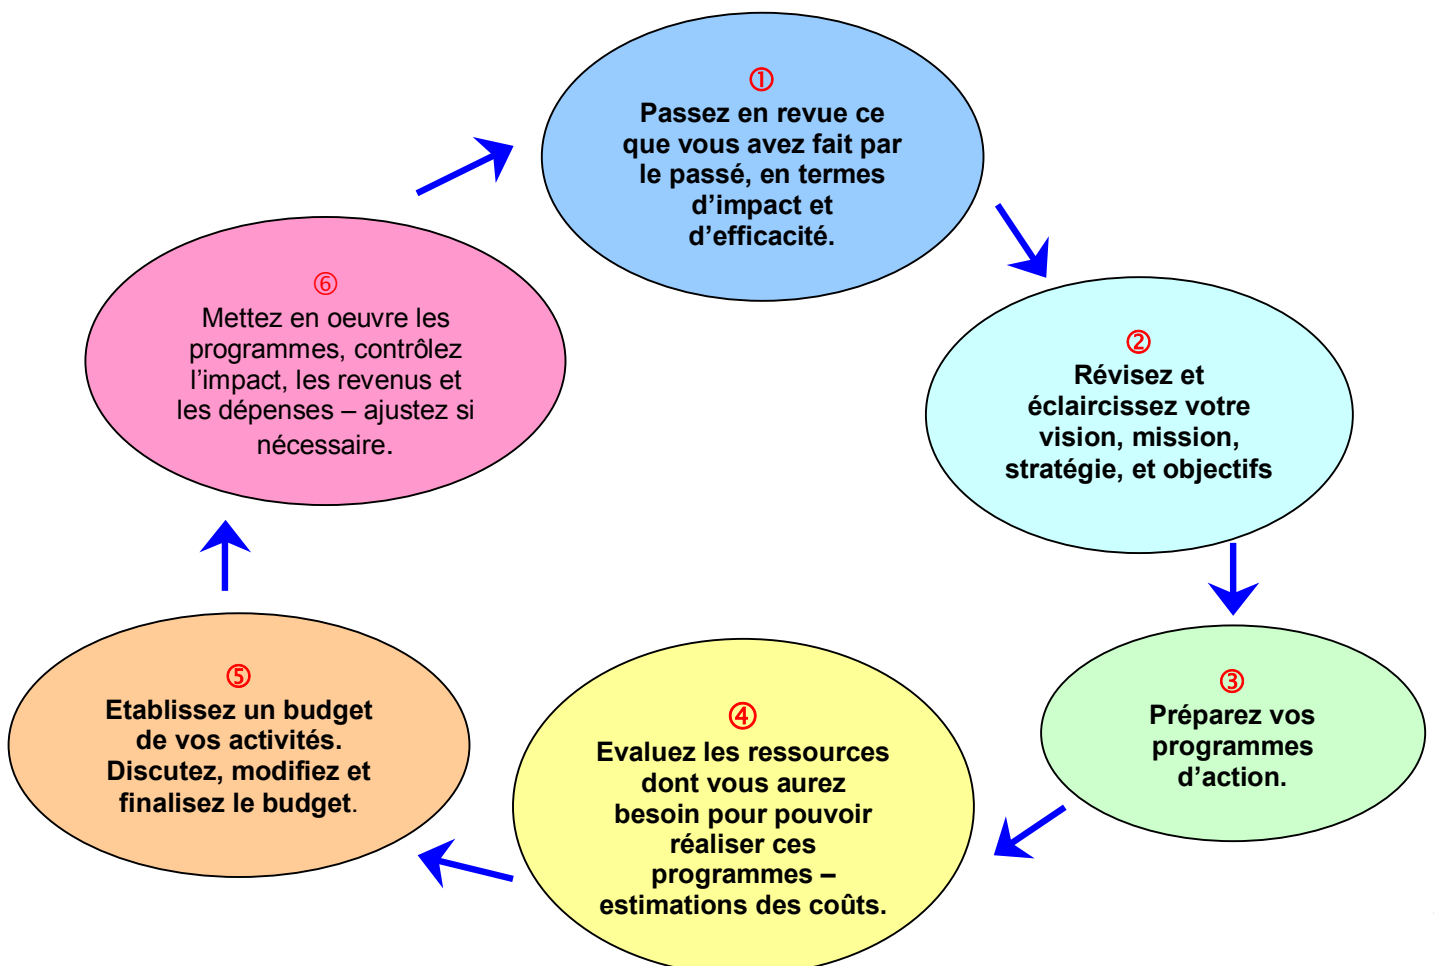 ①
Passez en revue ce
que vous avez fait par
le passé, en termes
d’impact et
d’efficacité.
②
Révisez et
éclaircissez votre
vision, mission,
stratégie, et objectifs
③
Préparez vos
programmes
d’action.
④
Evaluez les ressources
dont vous aurez
besoin pour pouvoir
réaliser ces
programmes –
estimations des coûts.
⑤
Etablissez un budget
de vos activités.
Discutez, modifiez et
finalisez le budget.
⑥
Mettez en oeuvre les
programmes, contrôlez
l’impact, les revenus et
les dépenses – ajustez si
nécessaire.